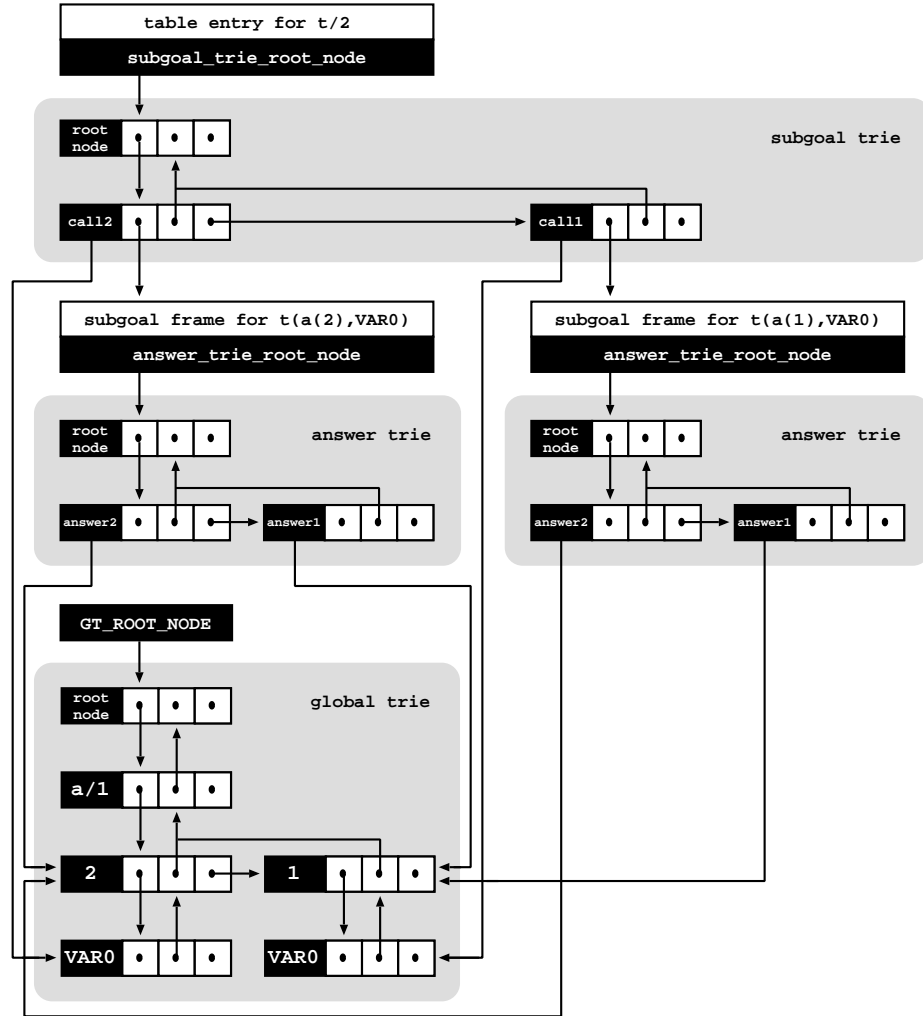 table entry for t/2
subgoal_trie_root_node
root
node
subgoal trie
call2
call1
subgoal frame for t(a(2),VAR0)
subgoal frame for t(a(1),VAR0)
answer_trie_root_node
answer_trie_root_node
root
node
answer trie
root
node
answer trie
answer2
answer1
answer2
answer1
GT_ROOT_NODE
root
node
global trie
a/1
2
1
VAR0
VAR0